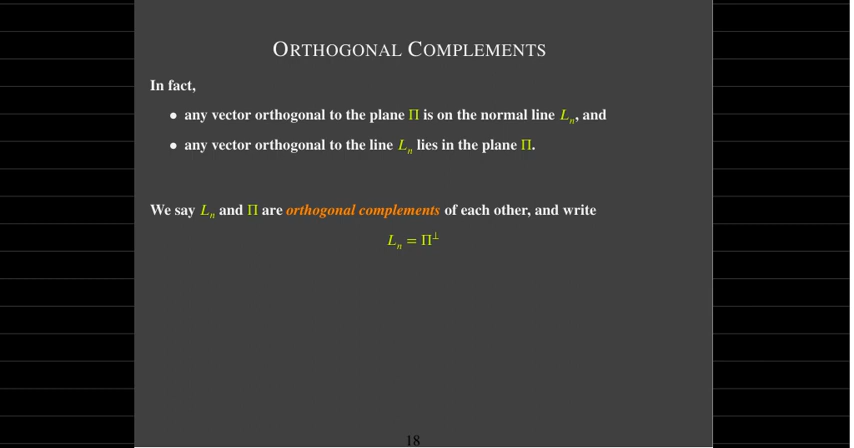 ORTHOGONAL COMPLEMENTS
In fact,
• any vector orthogonal to the plane Π is on the normal line Lₙ, and
• any vector orthogonal to the line Lₙ lies in the plane Π.
We say Lₙ and Π are orthogonal complements of each other, and write
Lₙ = Π^⊥
18